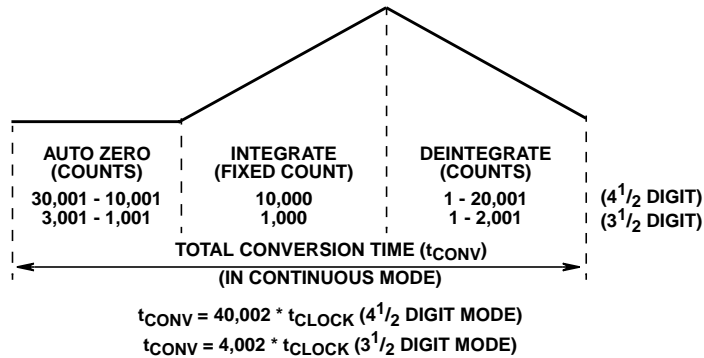 AUTO ZERO
(COUNTS)
30,001 - 10,001
3,001 - 1,001
INTEGRATE
(FIXED COUNT)
10,000
1,000
DEINTEGRATE
(COUNTS)
1 - 20,001
1 - 2,001
(4 1/2 DIGIT)
(3 1/2 DIGIT)
TOTAL CONVERSION TIME (tCONV)
(IN CONTINUOUS MODE)
tCONV = 40,002 * tCLOCK (4 1/2 DIGIT MODE)
tCONV = 4,002 * tCLOCK (3 1/2 DIGIT MODE)